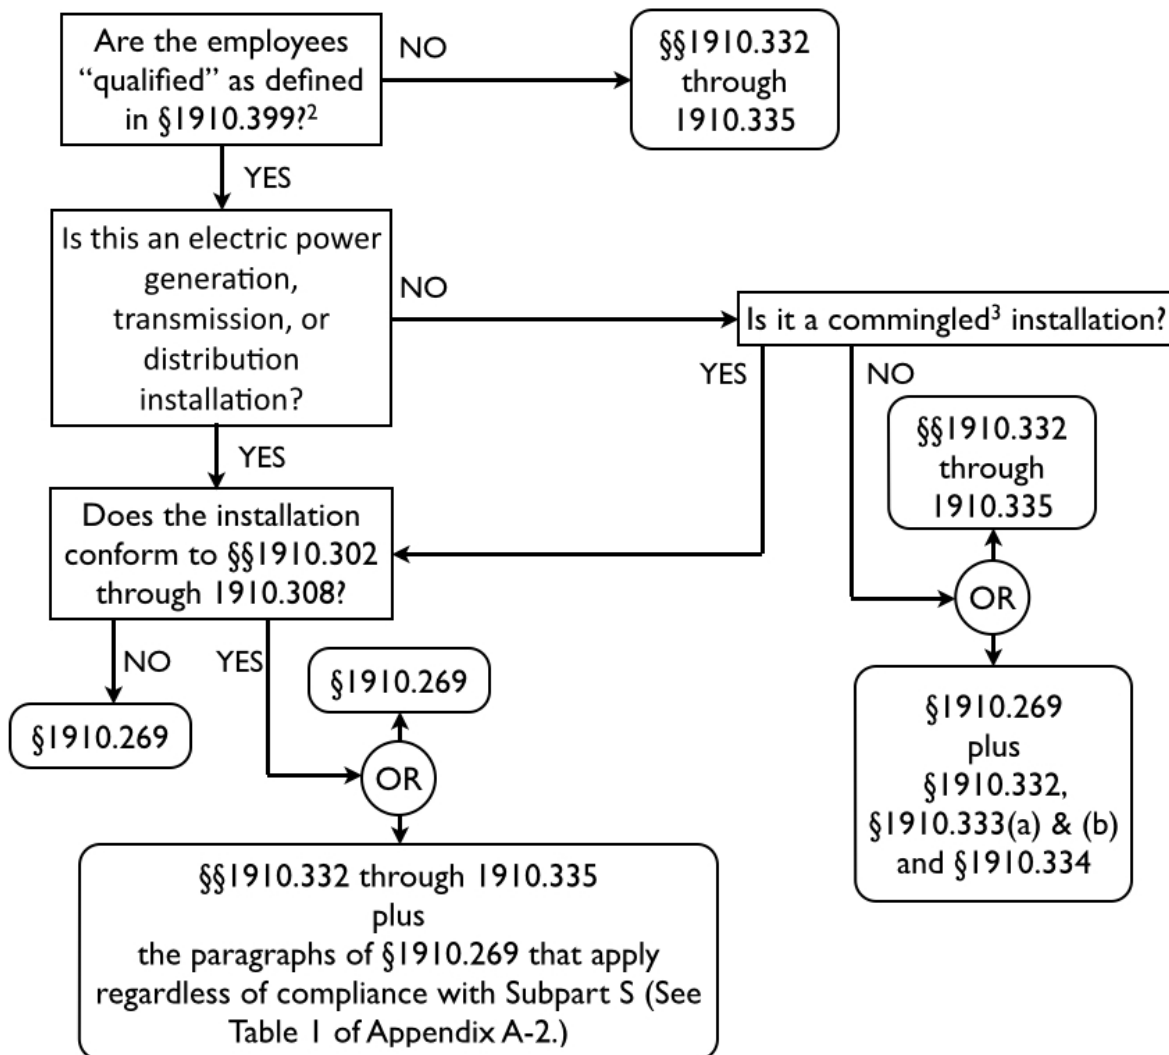 Are the employees
“qualified” as defined
in §1910.399?²
NO
§§1910.332
through
1910.335
YES
Is this an electric power
generation,
transmission, or
distribution
installation?
NO
Is it a commingled³ installation?
YES
NO
§§1910.332
through
1910.335
OR
§1910.269
plus
§1910.332,
§1910.333(a) & (b)
and §1910.334
YES
Does the installation
conform to §§1910.302
through 1910.308?
NO
§1910.269
YES
§1910.269
OR
§§1910.332 through 1910.335
plus
the paragraphs of §1910.269 that apply
regardless of compliance with Subpart S (See
Table 1 of Appendix A-2.)